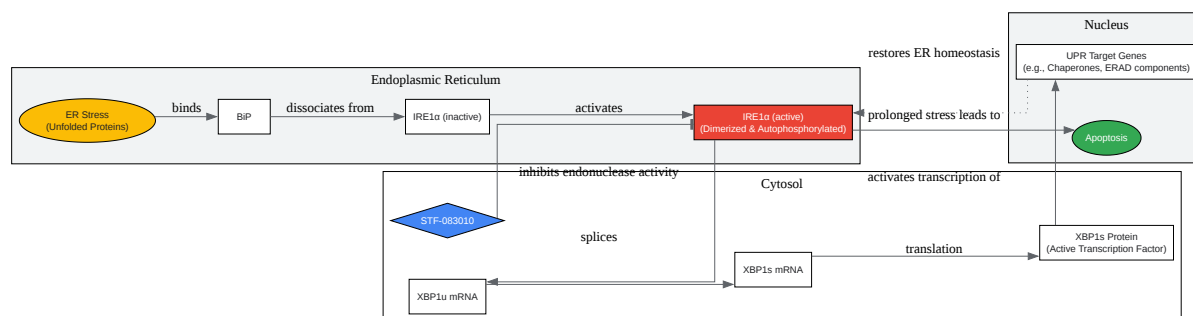 Nucleus
restores ER homeostasis
UPR Target Genes
(e.g., Chaperones, ERAD components)
Endoplasmic Reticulum
ER Stress
(Unfolded Proteins)
binds
BiP
dissociates from
IRE1α (inactive)
activates
IRE1α (active)
(Dimerized & Autophosphorylated)
prolonged stress leads to
Apoptosis
inhibits endonuclease activity
Cytosol
activates transcription of
STF-083010
splices
XBP1s Protein
(Active Transcription Factor)
translation
XBP1s mRNA
XBP1u mRNA